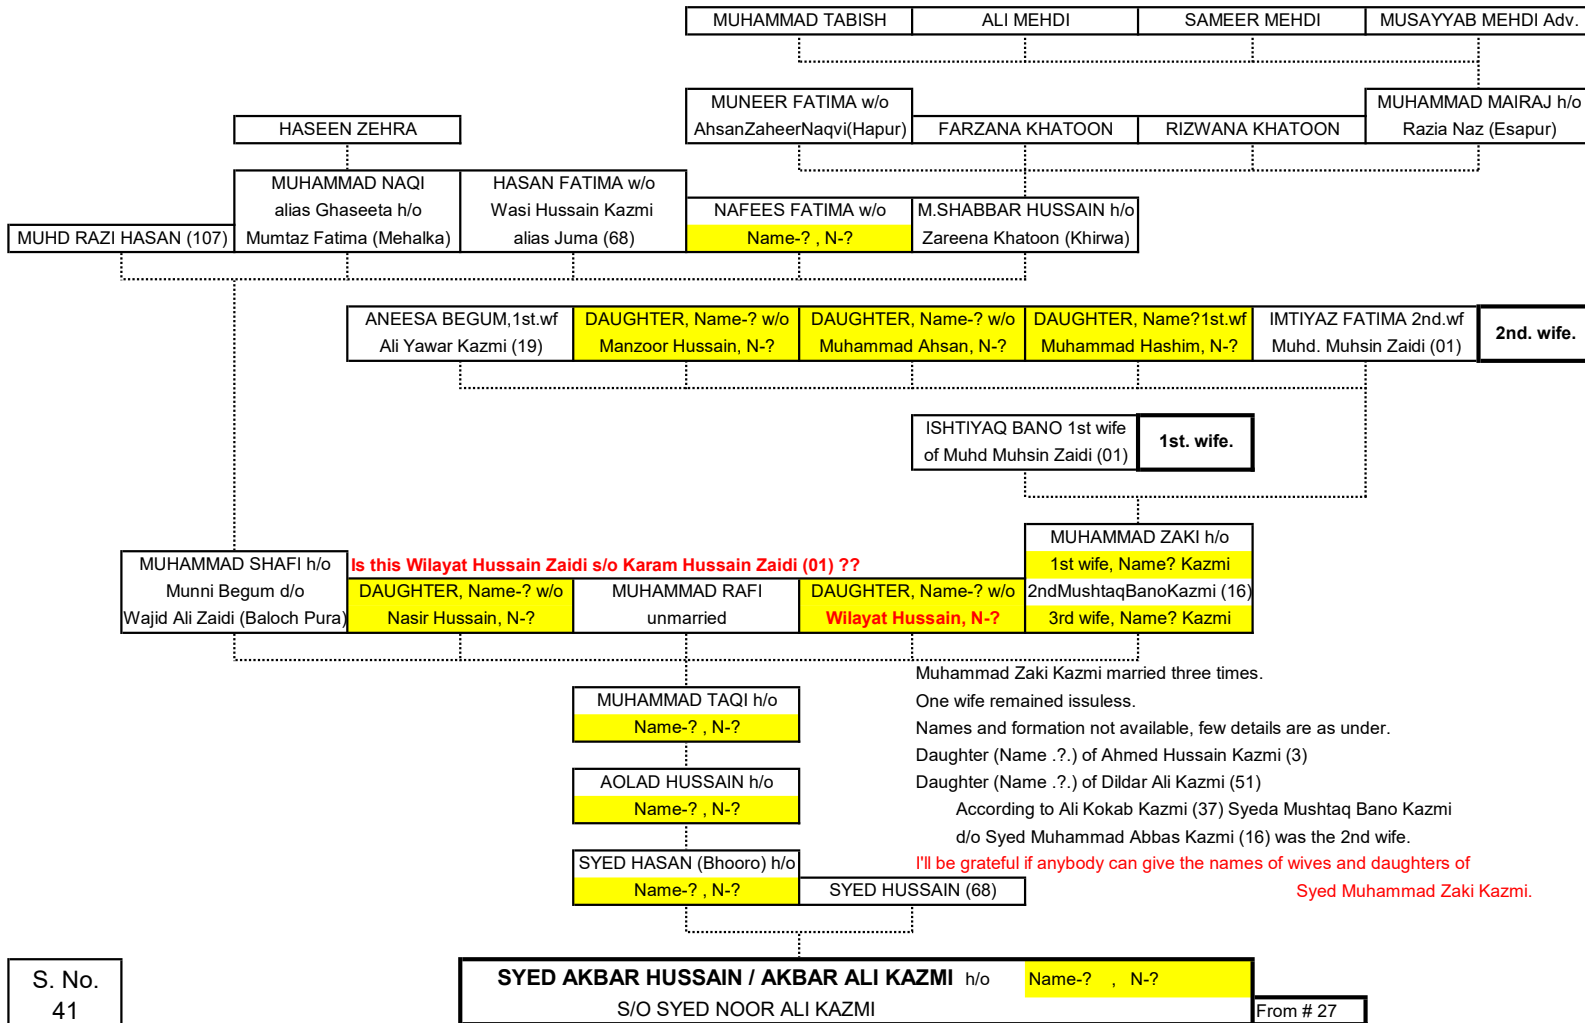 MUHAMMAD TABISH
ALI MEHDI
SAMEER MEHDI
MUSAYYAB MEHDI Adv.
MUNEER FATIMA w/o
AhsanZaheerNaqvi(Hapur)
FARZANA KHATOON
RIZWANA KHATOON
MUHAMMAD MAIRAJ h/o
Razia Naz (Esapur)
HASEEN ZEHRA
MUHD RAZI HASAN (107)
MUHAMMAD NAQI
alias Ghaseeta h/o
Mumtaz Fatima (Mehalka)
HASAN FATIMA w/o
Wasi Hussain Kazmi
alias Juma (68)
NAFEES FATIMA w/o
Name-? , N-?
M.SHABBAR HUSSAIN h/o
Zareena Khatoon (Khirwa)
ANEESA BEGUM,1st.wf
Ali Yawar Kazmi (19)
DAUGHTER, Name-? w/o
Manzoor Hussain, N-?
DAUGHTER, Name-? w/o
Muhammad Ahsan, N-?
DAUGHTER, Name?1st.wf
Muhammad Hashim, N-?
IMTIYAZ FATIMA 2nd.wf
Muhd. Muhsin Zaidi (01)
2nd. wife.
ISHTIYAQ BANO 1st wife
of Muhd Muhsin Zaidi (01)
1st. wife.
MUHAMMAD SHAFI h/o
Munni Begum d/o
Wajid Ali Zaidi (Baloch Pura)
Is this Wilayat Hussain Zaidi s/o Karam Hussain Zaidi (01) ??
DAUGHTER, Name-? w/o
Nasir Hussain, N-?
MUHAMMAD RAFI
unmarried
DAUGHTER, Name-? w/o
Wilayat Hussain, N-?
MUHAMMAD ZAKI h/o
1st wife, Name? Kazmi
2ndMushtaqBanoKazmi (16)
3rd wife, Name? Kazmi
MUHAMMAD TAQI h/o
Name-? , N-?
AOLAD HUSSAIN h/o
Name-? , N-?
SYED HASAN (Bhooro) h/o
Name-? , N-?
SYED HUSSAIN (68)
Muhammad Zaki Kazmi married three times.
One wife remained issuless.
Names and formation not available, few details are as under.
Daughter (Name .?.) of Ahmed Hussain Kazmi (3)
Daughter (Name .?.) of Dildar Ali Kazmi (51)
According to Ali Kokab Kazmi (37) Syeda Mushtaq Bano Kazmi
d/o Syed Muhammad Abbas Kazmi (16) was the 2nd wife.
I'll be grateful if anybody can give the names of wives and daughters of
Syed Muhammad Zaki Kazmi.
S. No.
41
SYED AKBAR HUSSAIN / AKBAR ALI KAZMI h/o Name-? , N-?
S/O SYED NOOR ALI KAZMI
From # 27